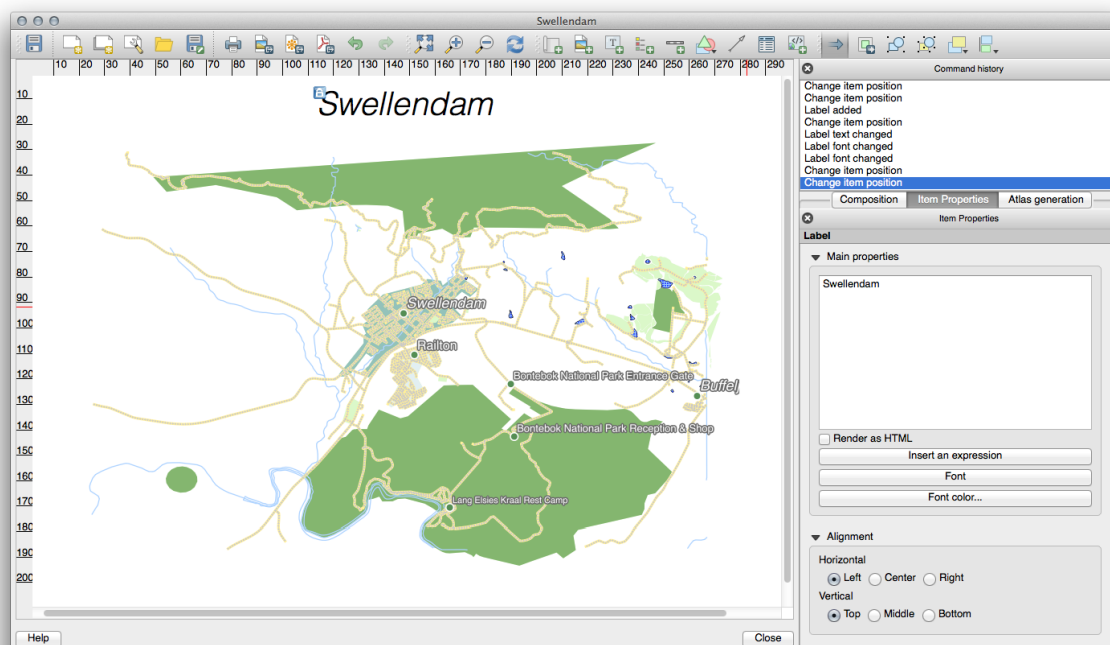 Swellendam
10 20 30 40 50 60 70 80 90 100 110 120 130 140 150 160 170 180 190 200 210 220 230 240 250 260 270 280 290
10
20
30
40
50
60
70
80
90
100
110
120
130
140
150
160
170
180
190
200
Swellendam
Swellendam
Railton
Bontebok National Park Entrance Gate
Buffelj
Bontebok National Park Reception & Shop
Lang Elsies Kraal Rest Camp
Help
Close
Command history
Change item position
Change item position
Label added
Change item position
Label text changed
Label font changed
Label font changed
Change item position
Change item position
Composition Item Properties Atlas generation
Item Properties
Label
Main properties
Swellendam
Render as HTML
Insert an expression
Font
Font color...
Alignment
Horizontal
Left Center Right
Vertical
Top Middle Bottom